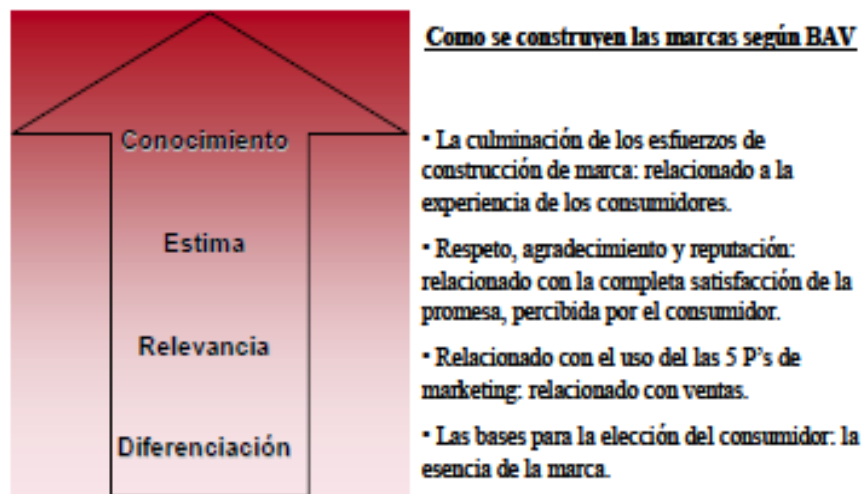 Como se construyen las marcas según BAV
Conocimiento
▪ La culminación de los esfuerzos de
construcción de marca: relacionado a la
experiencia de los consumidores.
Estima
▪ Respeto, agradecimiento y reputación:
relacionado con la completa satisfacción de la
promesa, percibida por el consumidor.
Relevancia
▪ Relacionado con el uso del las 5 P's de
marketing: relacionado con ventas.
Diferenciación
▪ Las bases para la elección del consumidor: la
esencia de la marca.